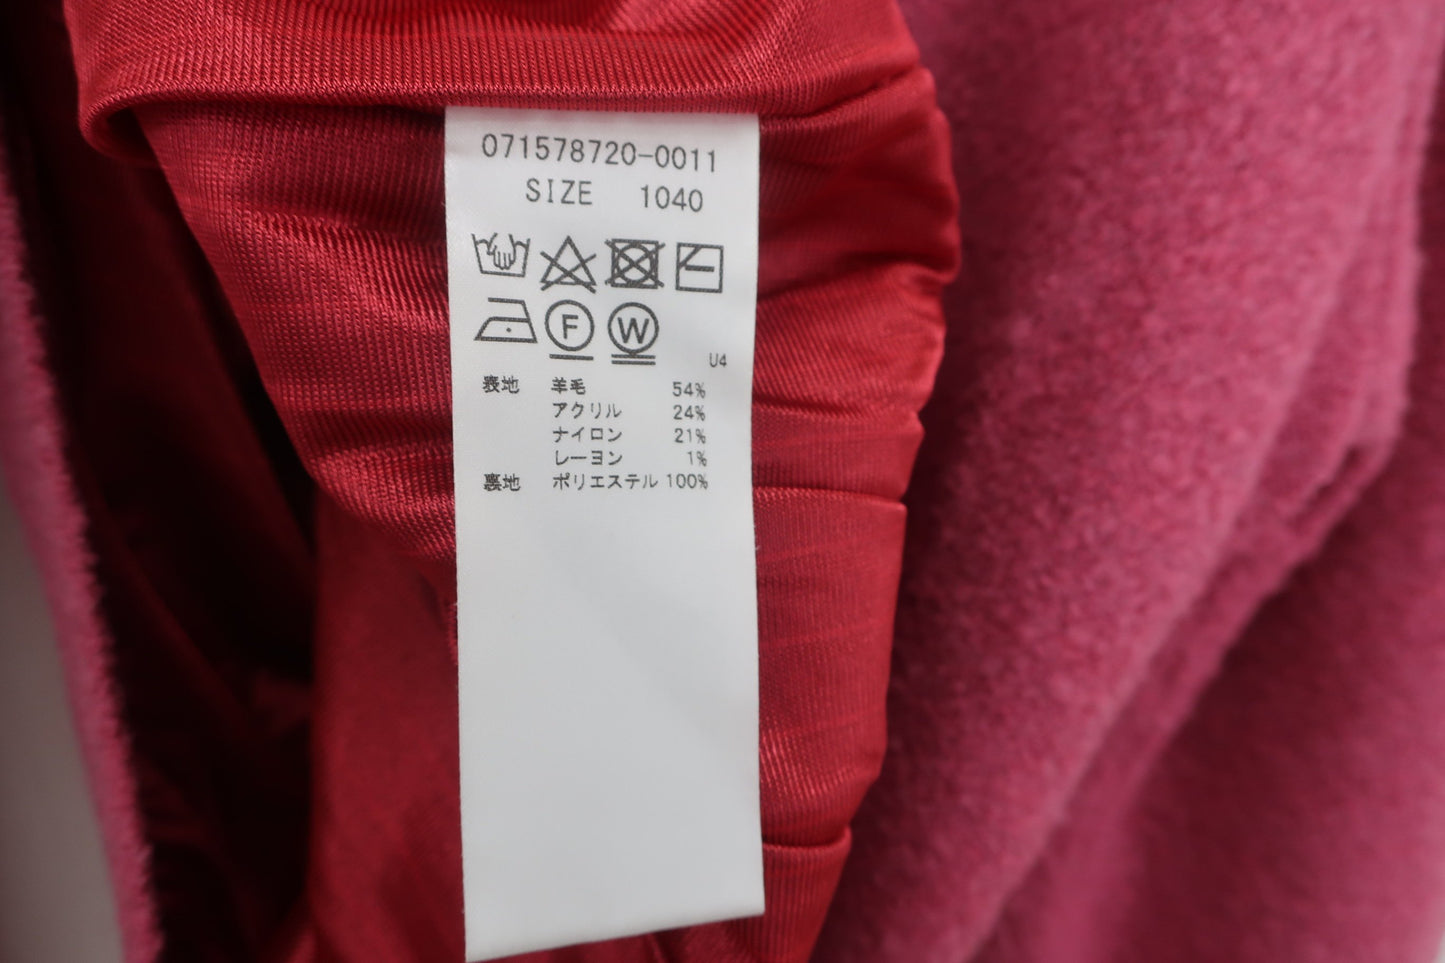 071578720-0011
SIZE 1040
F W
U4
表地 羊毛 54%
アクリル 24%
ナイロン 21%
レーヨン 1%
裏地 ポリエステル 100%